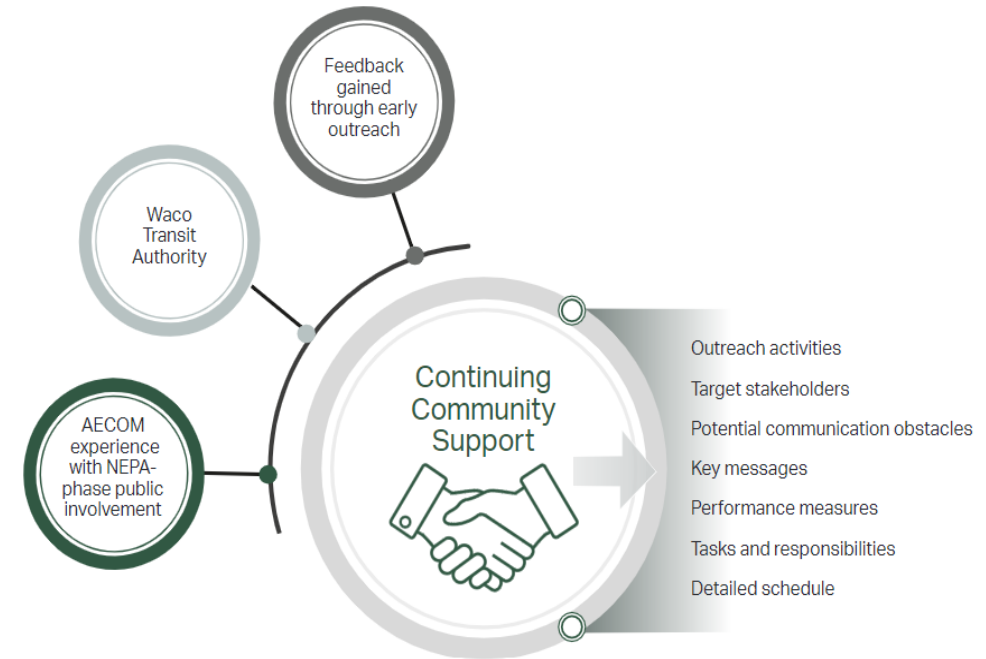 Feedback
gained
through early
outreach
Waco
Transit
Authority
AECOM
experience
with NEPA-
phase public
involvement
Continuing
Community
Support
Outreach activities
Target stakeholders
Potential communication obstacles
Key messages
Performance measures
Tasks and responsibilities
Detailed schedule